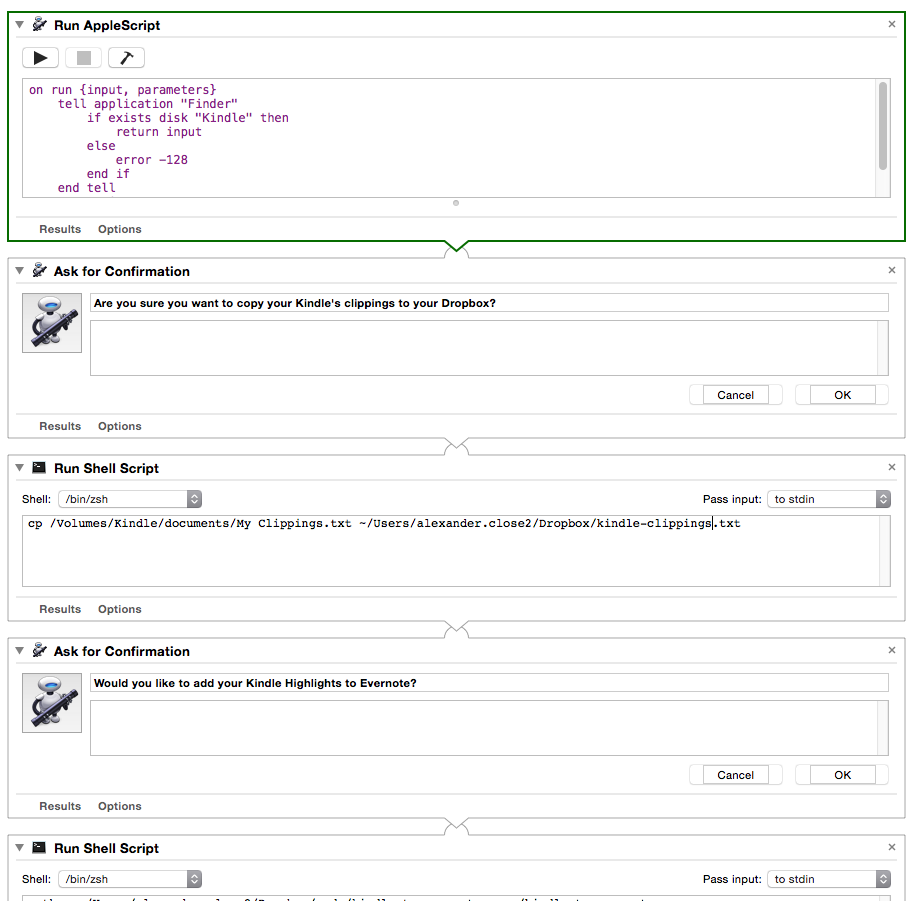 Run AppleScript
on run {input, parameters}
tell application "Finder"
if exists disk "Kindle" then
return input
else
error -128
end if
end tell
Results Options
Ask for Confirmation
Are you sure you want to copy your Kindle's clippings to your Dropbox?
Cancel OK
Results Options
Run Shell Script
Shell: /bin/zsh Pass input: to stdin
cp /Volumes/Kindle/documents/My Clippings.txt ~/Users/alexander.close2/Dropbox/kindle-clippings.txt
Results Options
Ask for Confirmation
Would you like to add your Kindle Highlights to Evernote?
Cancel OK
Results Options
Run Shell Script
Shell: /bin/zsh Pass input: to stdin